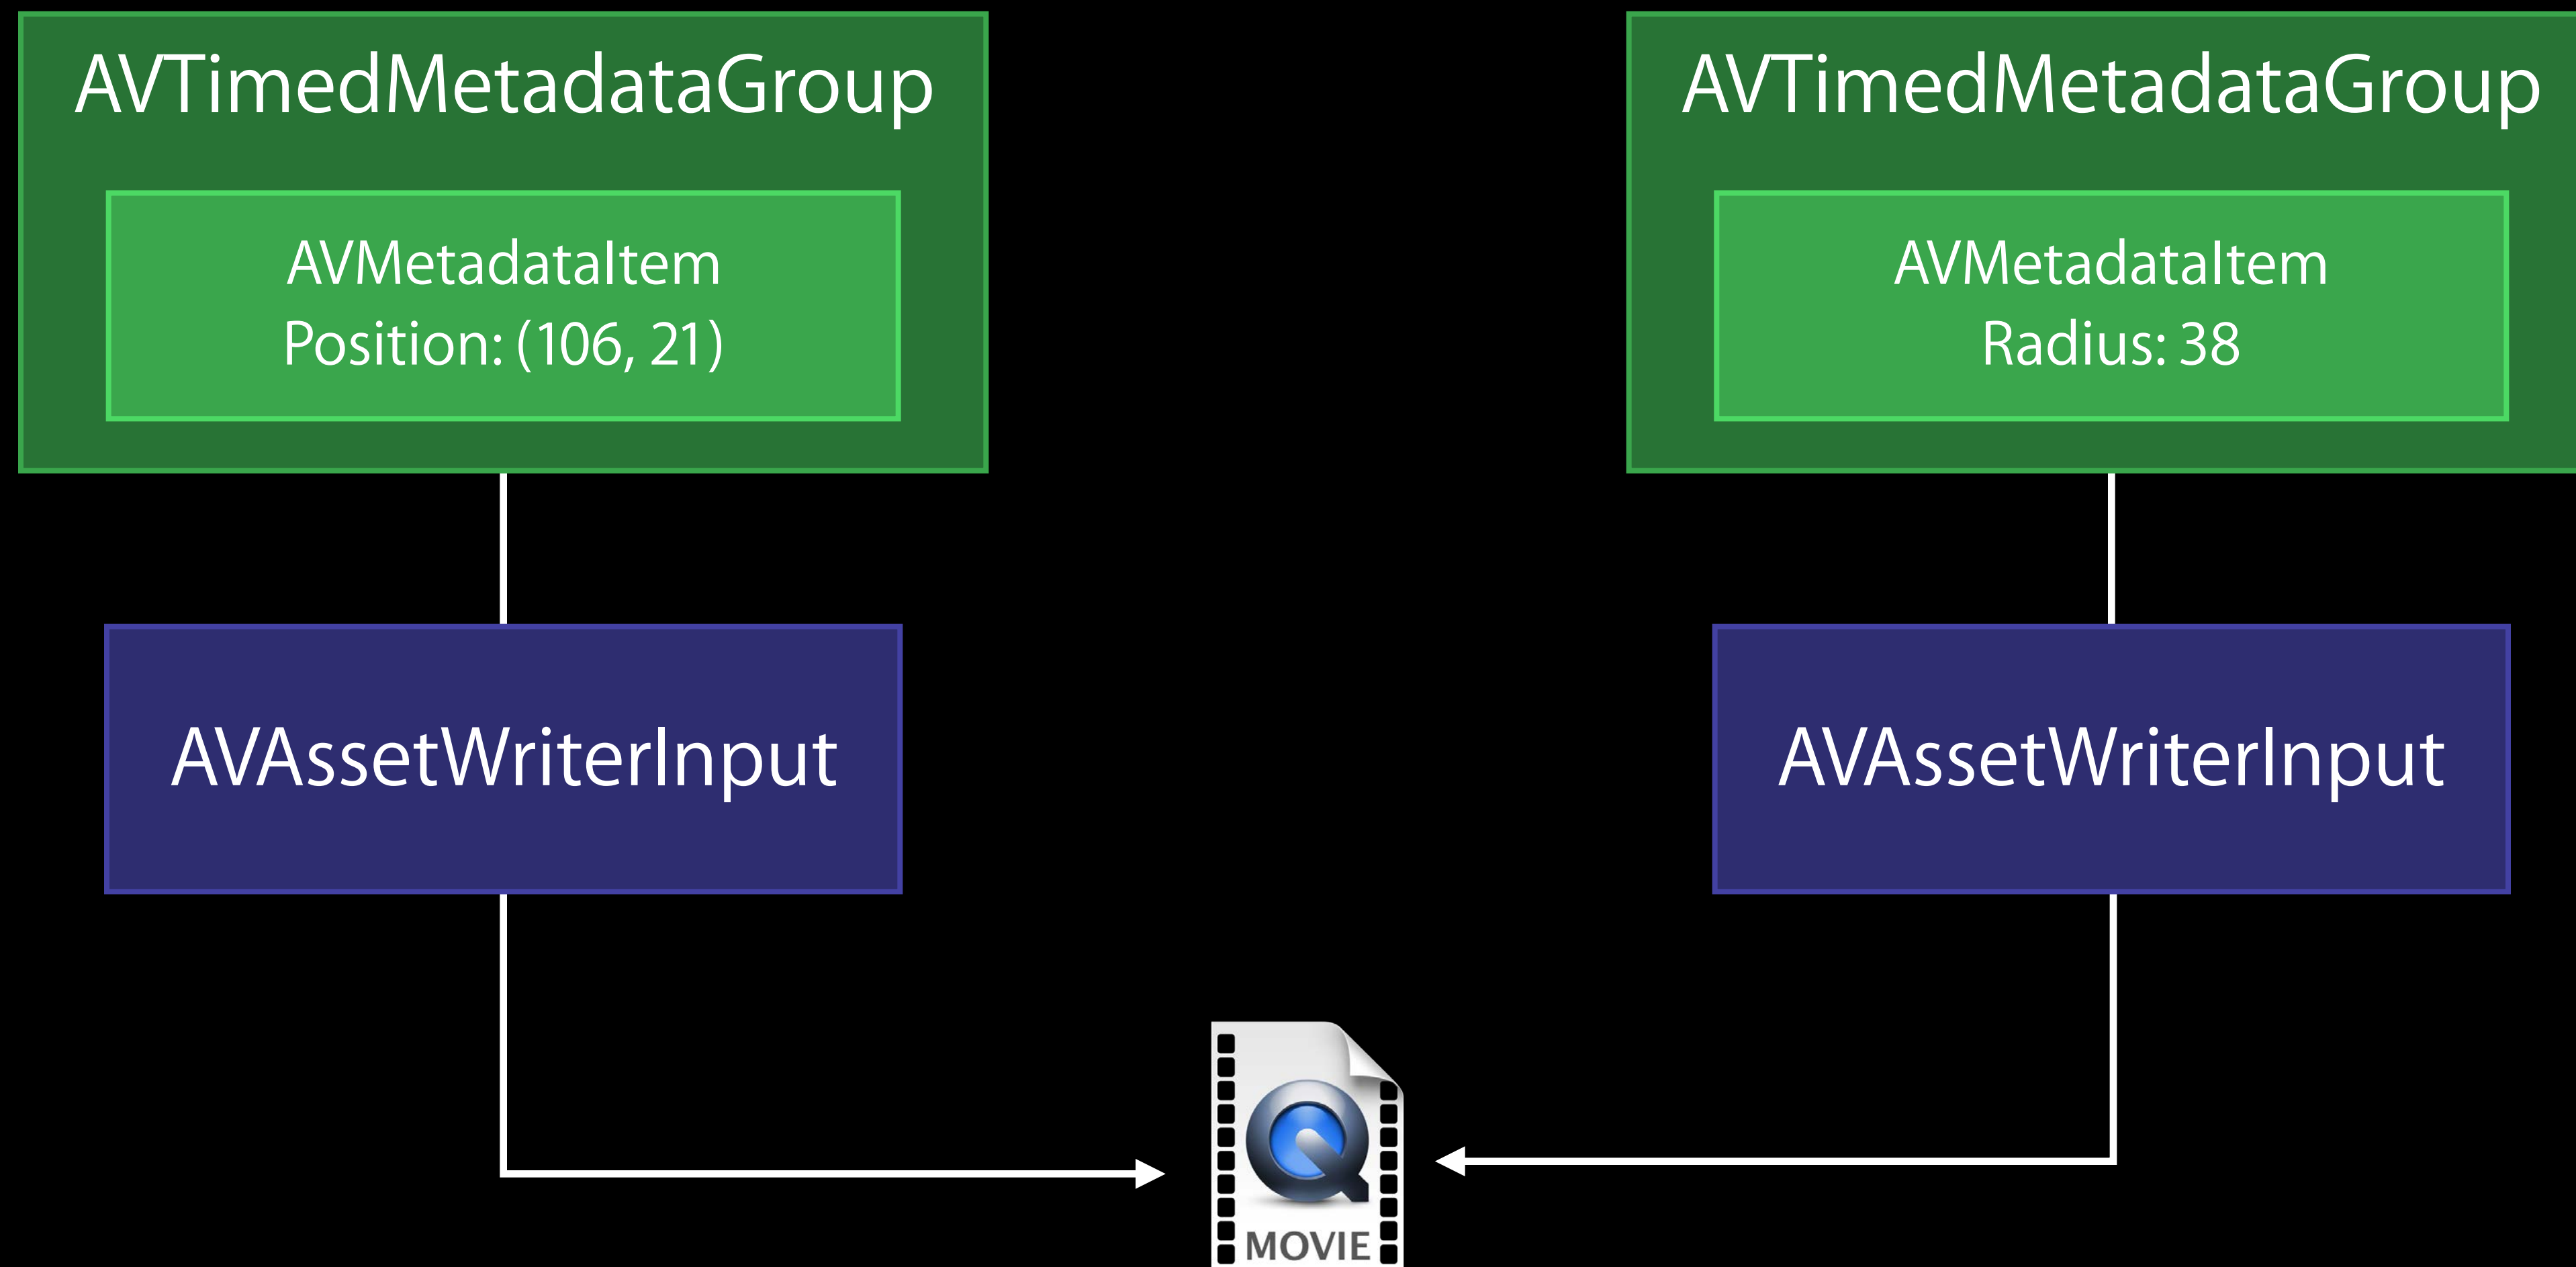 AVTimedMetadataGroup
AVMetadataItem
Position: (106, 21)
AVAssetWriterInput
AVTimedMetadataGroup
AVMetadataItem
Radius: 38
AVAssetWriterInput
MOVIE